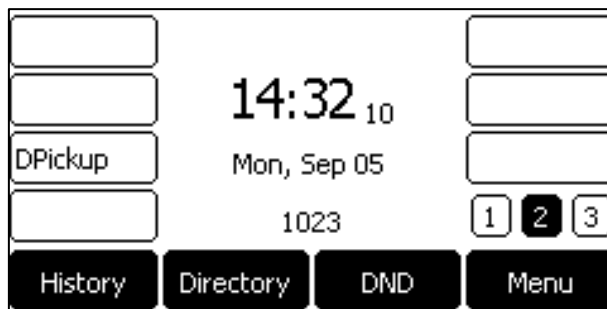 14:32 10
DPickup
Mon, Sep 05
1023
1 2 3
History Directory DND Menu